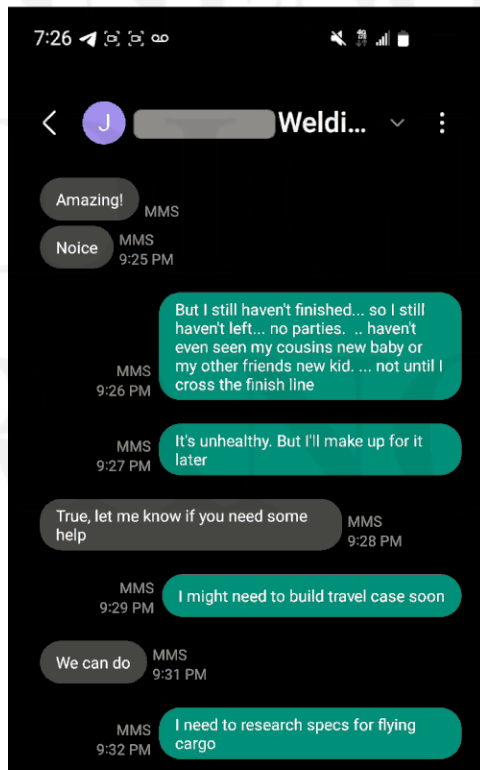 7:26
J Weldi...
Amazing!
MMS
Noice
MMS
9:25 PM
But I still haven't finished... so I still
haven't left... no parties. .. haven't
even seen my cousins new baby or
my other friends new kid. ... not until I
cross the finish line
MMS
9:26 PM
It's unhealthy. But I'll make up for it
later
MMS
9:27 PM
True, let me know if you need some
help
MMS
9:28 PM
I might need to build travel case soon
MMS
9:29 PM
We can do
MMS
9:31 PM
I need to research specs for flying
cargo
MMS
9:32 PM